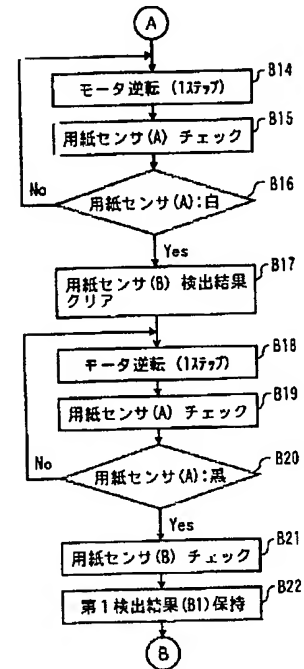 A
モータ逆転 (1ステップ)
B14
用紙センサ(A) チェック
B15
用紙センサ(A):白
B16
No
Yes
用紙センサ(B) 検出結果
クリア
B17
モータ逆転 (1ステップ)
B18
用紙センサ(A) チェック
B19
用紙センサ(A):黒
B20
No
Yes
用紙センサ(B) チェック
B21
第1検出結果(B1)保持
B22
B